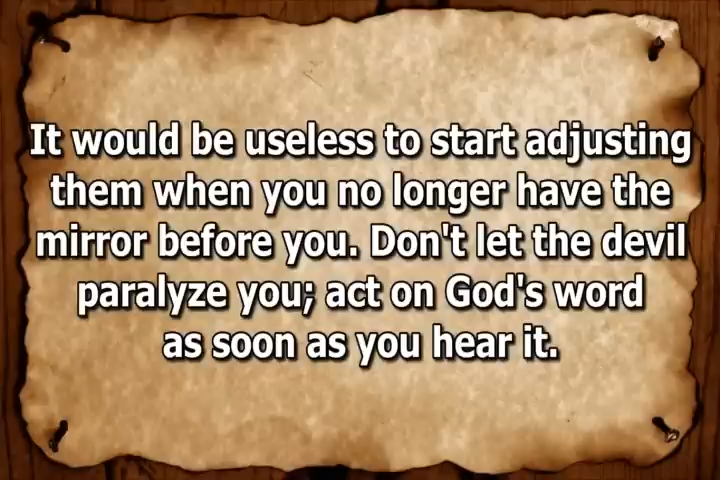 It would be useless to start adjusting
them when you no longer have the
mirror before you. Don't let the devil
paralyze you; act on God's word
as soon as you hear it.